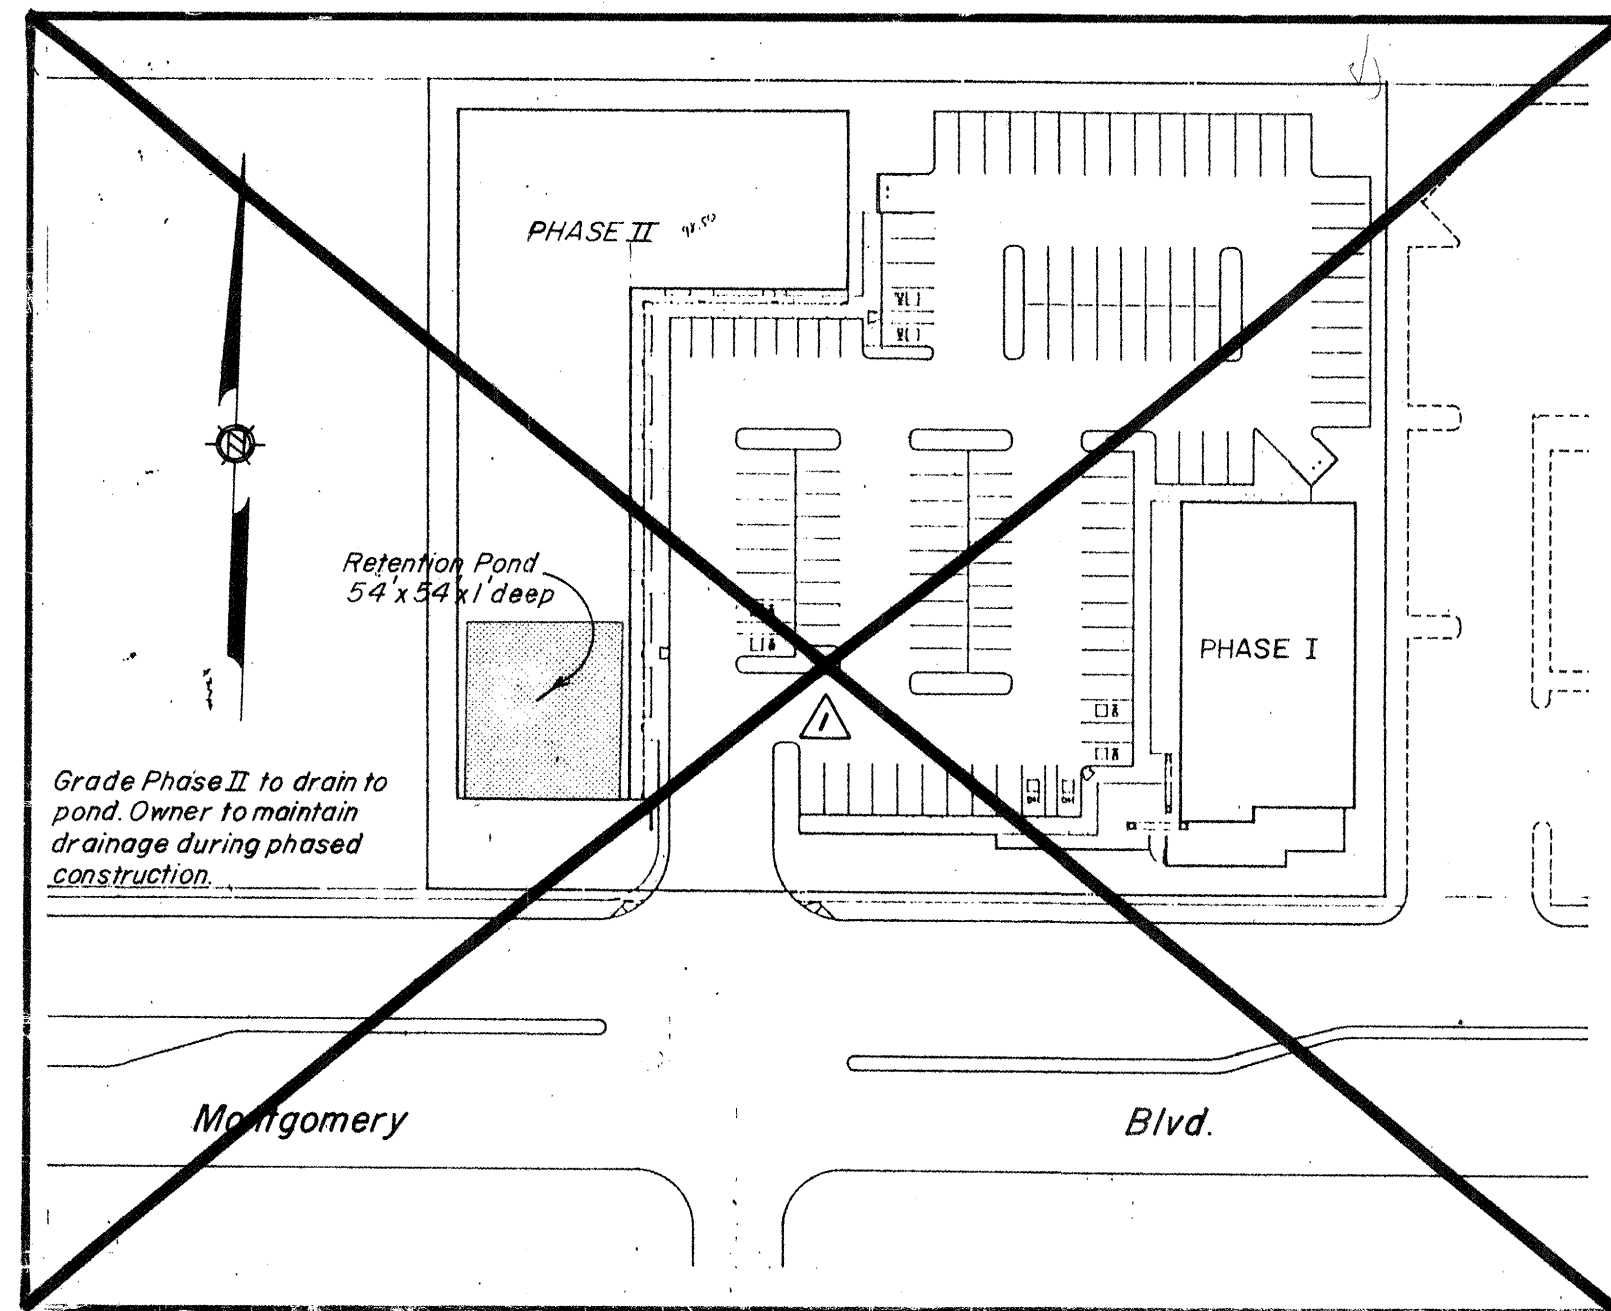 PHASE II
Retention Pond
54'x54'x1'deep
PHASE I
1
Grade Phase II to drain to
pond. Owner to maintain
drainage during phased
construction.
Montgomery Blvd.